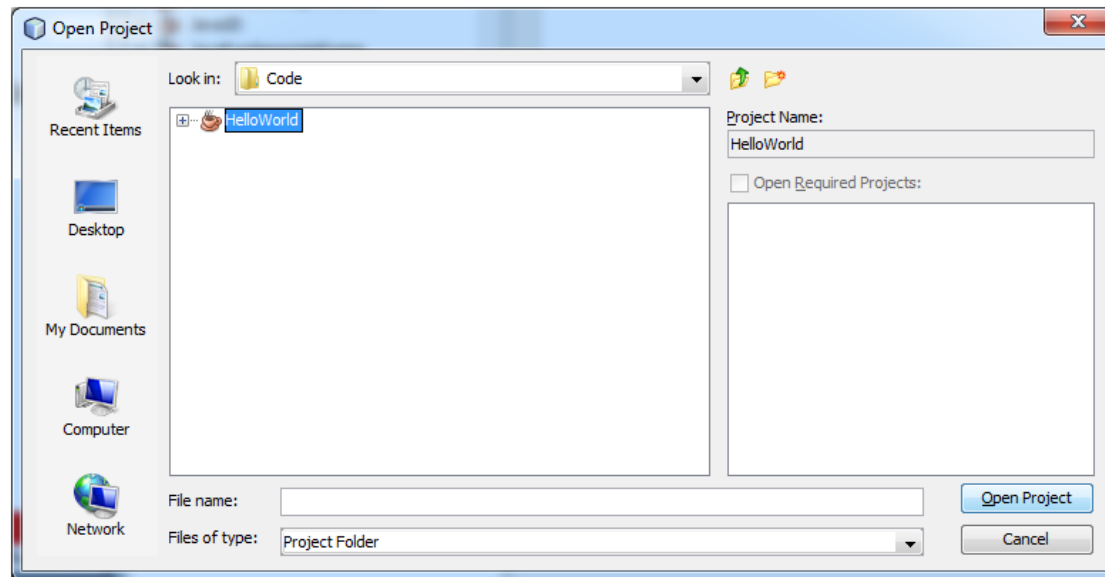 Open Project
Look in:
Code
Recent Items
Desktop
My Documents
Computer
Network
HelloWorld
Project Name:
HelloWorld
Open Required Projects:
File name:
Files of type:
Project Folder
Open Project
Cancel